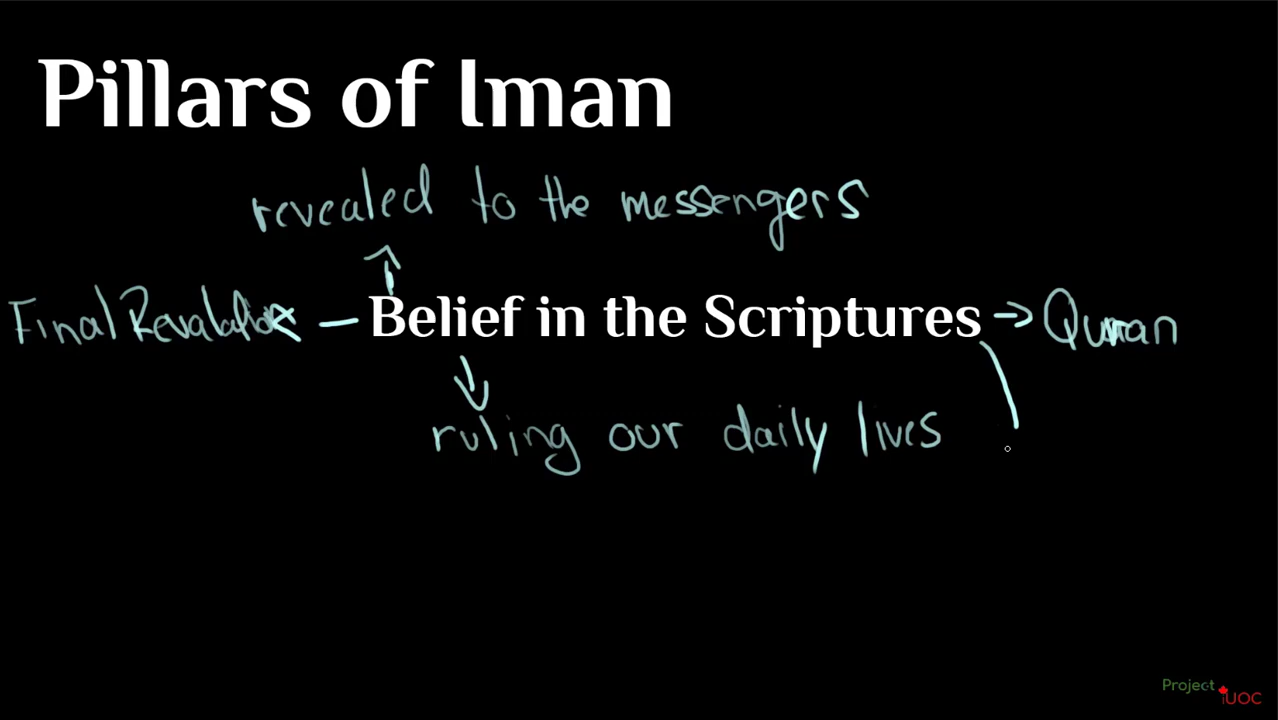 Pillars of Iman
revealed to the messengers
Final Revalation – Belief in the Scriptures → Quran
ruling our daily lives
Project iUOC